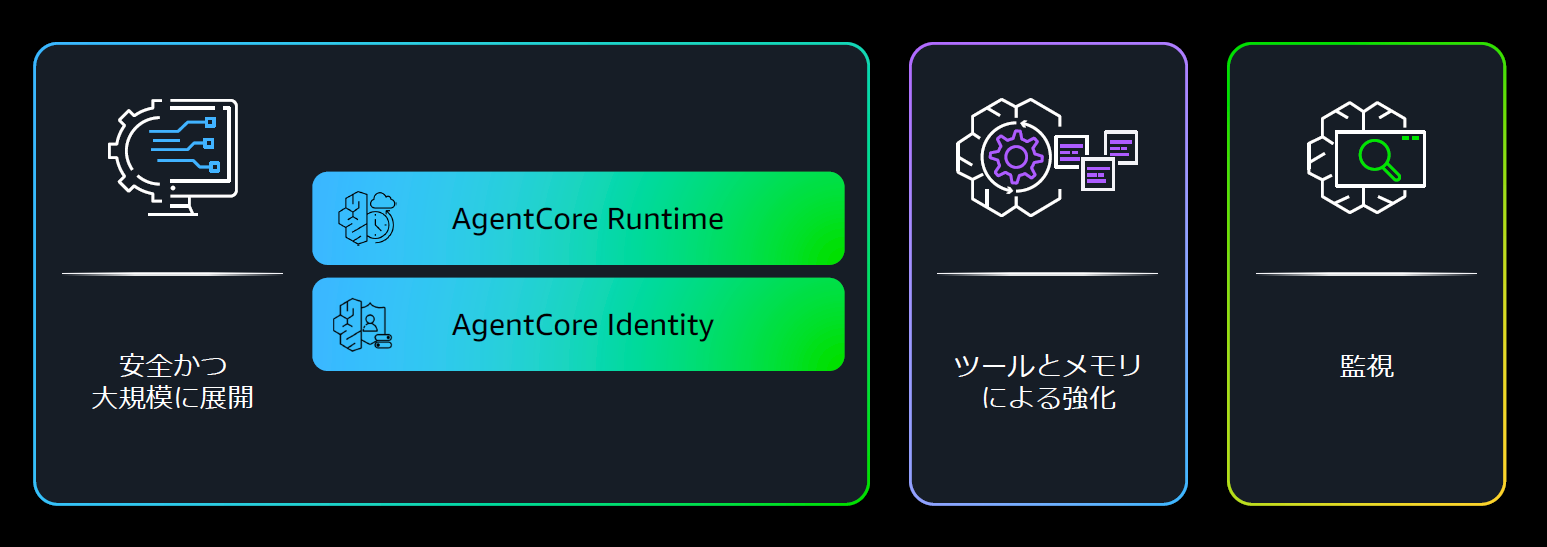 AgentCore Runtime
AgentCore Identity
安全かつ
大規模に展開
ツールとメモリ
による強化
監視